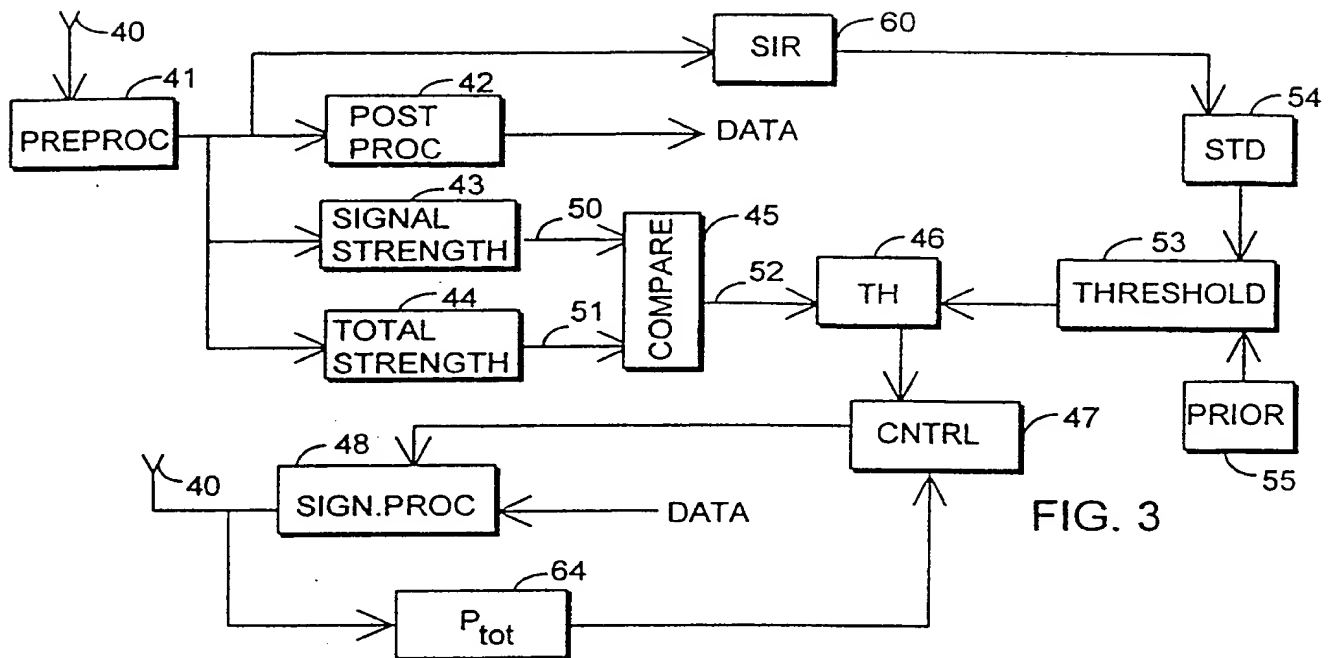 40
60
SIR
41
PREPROC
42
POST
PROC
DATA
54
STD
43
SIGNAL
STRENGTH
50
45
COMPARE
52
46
TH
53
THRESHOLD
44
TOTAL
STRENGTH
51
PRIOR
55
CNTRL
47
40
48
SIGN.PROC
DATA
FIG. 3
64
Ptot